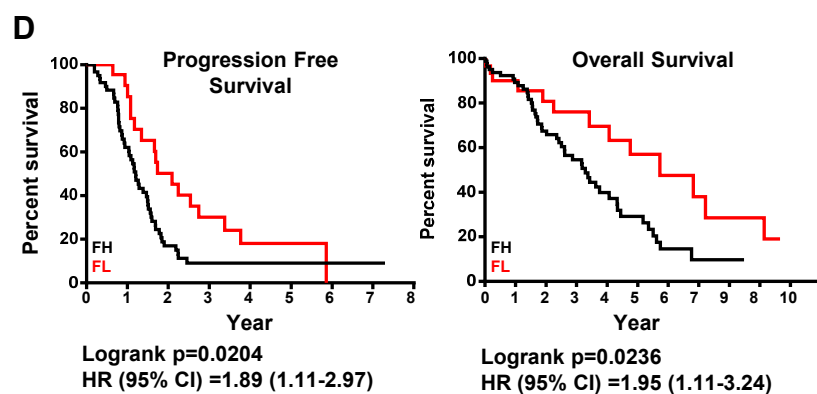 D
Progression Free
Survival
Percent survival
100
80
60
40
20
0
FH
FL
0 1 2 3 4 5 6 7 8
Year
Logrank p=0.0204
HR (95% CI) =1.89 (1.11-2.97)
Overall Survival
Percent survival
100
80
60
40
20
0
FH
FL
0 1 2 3 4 5 6 7 8 9 10
Year
Logrank p=0.0236
HR (95% CI) =1.95 (1.11-3.24)